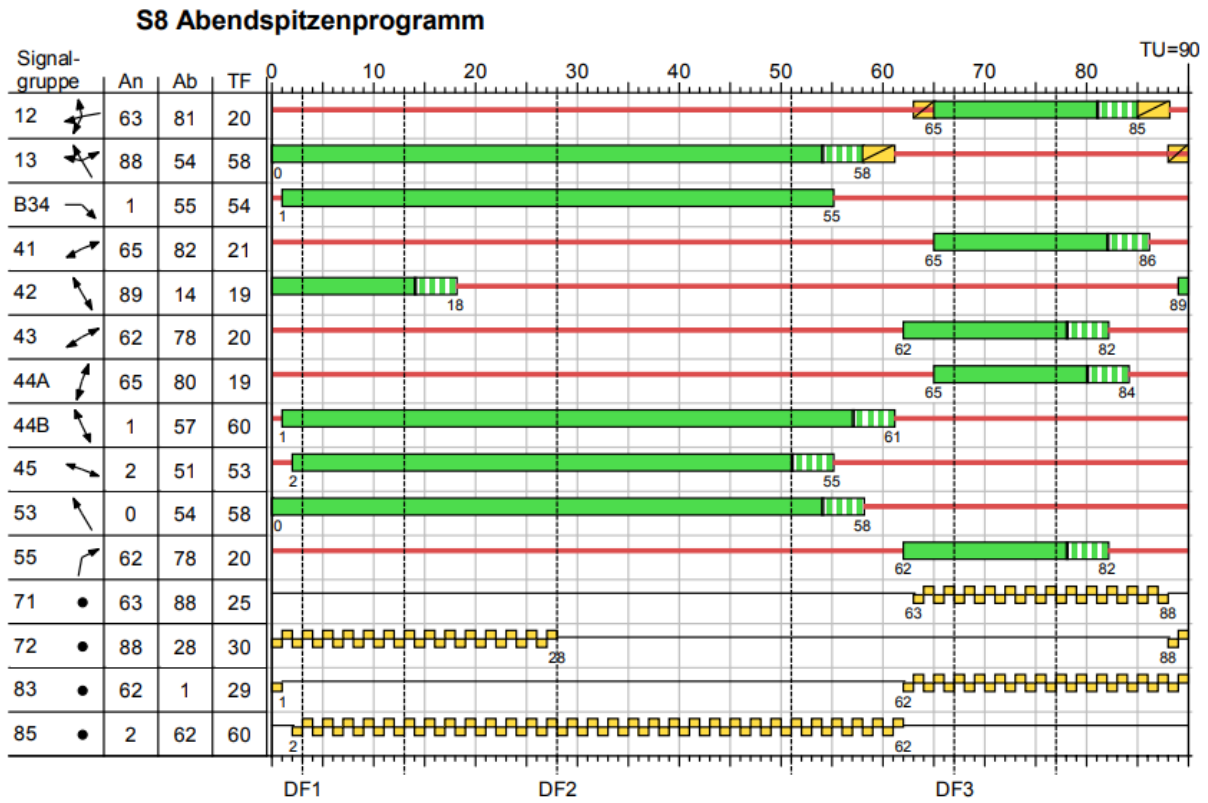 S8 Abendspitzenprogramm
TU=90
Signal-
gruppe An Ab TF 0 10 20 30 40 50 60 70 80
12 63 81 20
65 85
13 88 54 58
0 58
B34 1 55 54
1 55
41 65 82 21
65 86
42 89 14 19
18 89
43 62 78 20
62 82
44A 65 80 19
65 84
44B 1 57 60
1 61
45 2 51 53
2 55
53 0 54 58
0 58
55 62 78 20
62 82
71 63 88 25
63 88
72 88 28 30
28 88
83 62 1 29
1 62
85 2 62 60
2 62
DF1 DF2 DF3